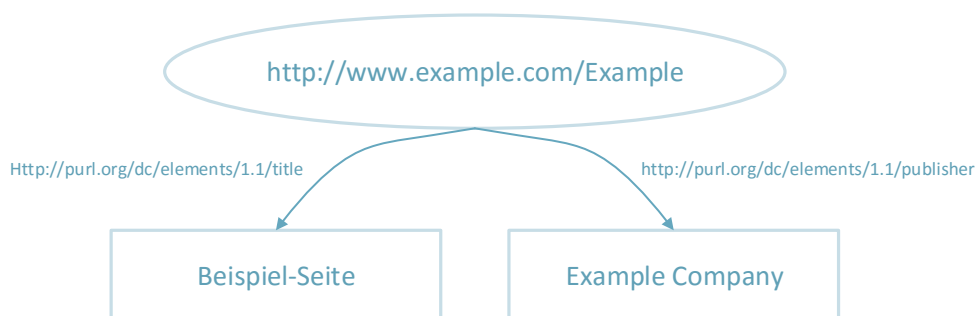 http://www.example.com/Example
Http://purl.org/dc/elements/1.1/title
http://purl.org/dc/elements/1.1/publisher
Beispiel-Seite
Example Company